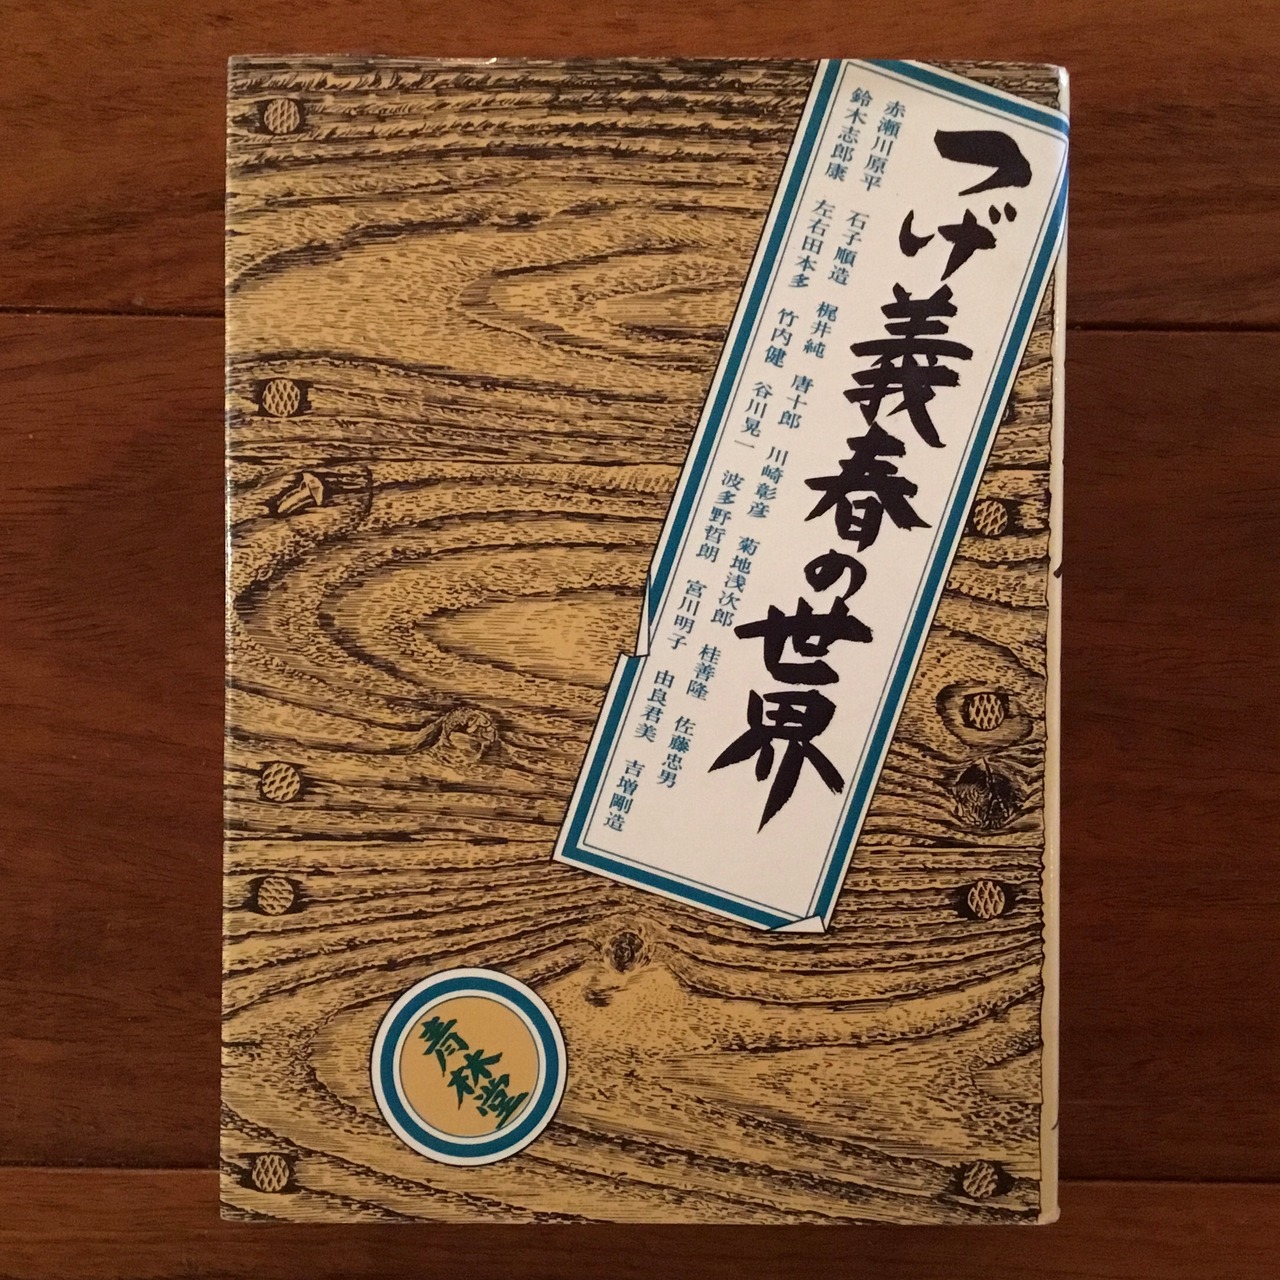 つげ義春の世界
赤瀬川原平 石子順造 梶井純 唐十郎 川崎彰彦 菊地浅次郎 桂善隆 佐藤忠男
鈴木志郎康 左右田本多 竹内健 谷川晃一 波多野哲朗 宮川明子 由良君美 吉増剛造
青林堂